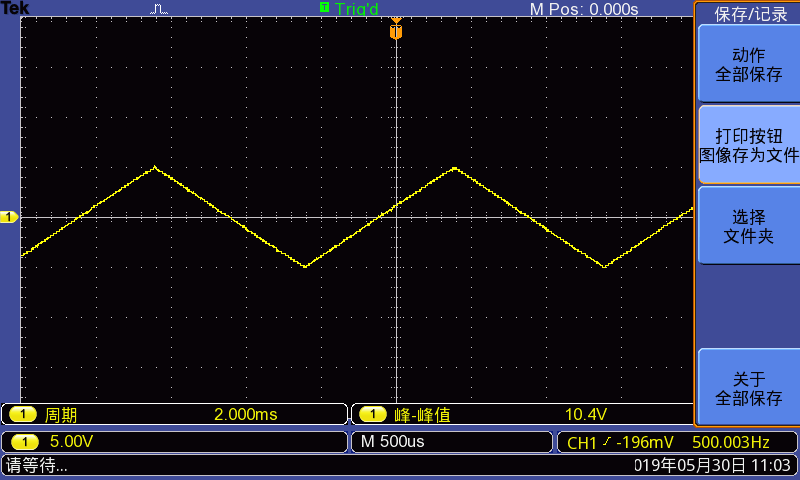 Tek
T Trig'd
M Pos: 0.000s
保存/记录
T
动作
全部保存
打印按钮
图像存为文件
选择
文件夹
1
关于
全部保存
1 周期 2.000ms
1 峰-峰值 10.4V
1 5.00V
M 500us
CH1 -196mV 500.003Hz
请等待...
019年05月30日 11:03